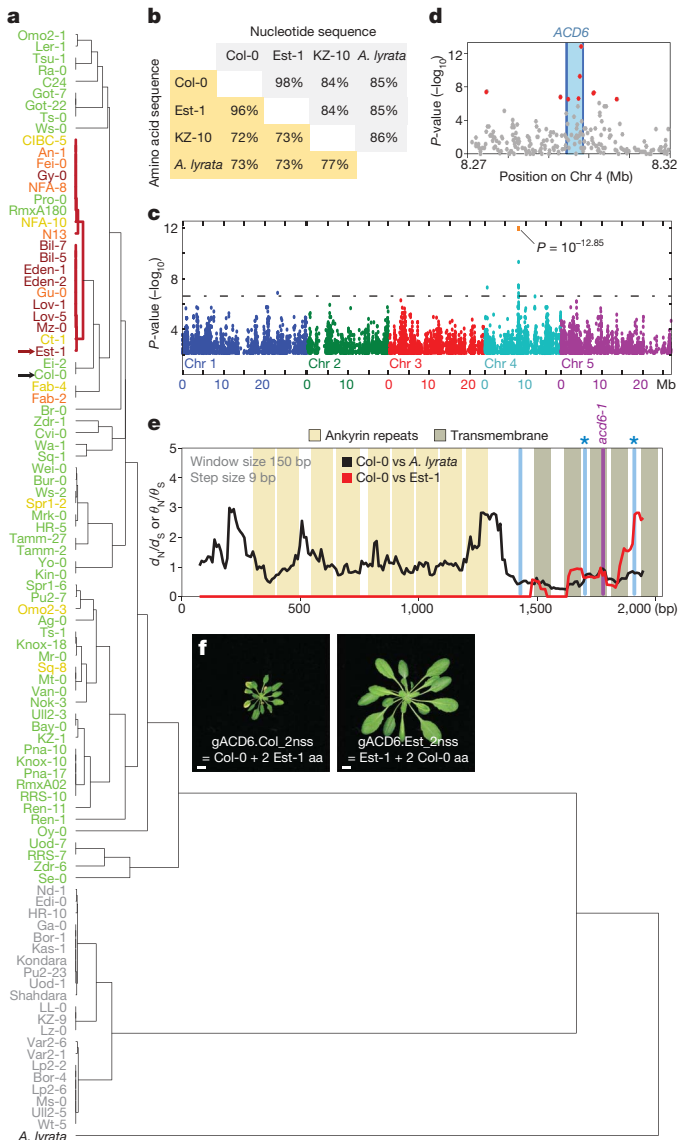 a
Omo2-1
Ler-1
Tsu-1
Ra-0
C24
Got-7
Got-22
Ts-0
Ws-0
CIBC-5
An-1
Fei-0
Gy-0
NFA-8
Pro-0
RmxA180
NFA-10
N13
Bil-7
Bil-5
Eden-1
Eden-2
Gu-0
Lov-1
Lov-5
Mz-0
Ct-1
Est-1
Ei-2
Col-0
Fab-4
Fab-2
Br-0
Zdr-1
Cvi-0
Wa-1
Sq-1
Wei-0
Bur-0
Ws-2
Spr1-2
Mrk-0
HR-5
Tamm-27
Tamm-2
Yo-0
Kin-0
Spr1-6
Pu2-7
Omo2-3
Ag-0
Ts-1
Knox-18
Mr-0
Sq-8
Mt-0
Van-0
Nok-3
Ull2-3
Bay-0
KZ-1
Pna-10
Knox-10
Pna-17
RmxA02
RRS-10
Ren-11
Ren-1
Oy-0
Uod-7
RRS-7
Zdr-6
Se-0
Nd-1
Edi-0
HR-10
Ga-0
Bor-1
Kas-1
Kondara
Pu2-23
Uod-1
Shahdara
LL-0
KZ-9
Lz-0
Var2-6
Var2-1
Lp2-2
Bor-4
Lp2-6
Ms-0
Ull2-5
Wt-5
A. lyrata
b
Nucleotide sequence
Col-0 Est-1 KZ-10 A. lyrata
Amino acid sequence
Col-0 98% 84% 85%
Est-1 96% 84% 85%
KZ-10 72% 73% 86%
A. lyrata 73% 73% 77%
d
ACD6
P-value (–log10)
12
8
4
0
8.27 8.32
Position on Chr 4 (Mb)
c
P-value (–log10)
12
8
4
P = 10–12.85
Chr 1 Chr 2 Chr 3 Chr 4 Chr 5
0 10 20 0 10 0 10 20 0 10 0 10 20 Mb
e
Ankyrin repeats Transmembrane
acd6-1
* *
Window size 150 bp
Step size 9 bp
Col-0 vs A. lyrata
Col-0 vs Est-1
dN/dS or θN/θS
5
4
3
2
1
0
0 500 1,000 1,500 2,000 (bp)
f
gACD6.Col_2nss
= Col-0 + 2 Est-1 aa
gACD6.Est_2nss
= Est-1 + 2 Col-0 aa